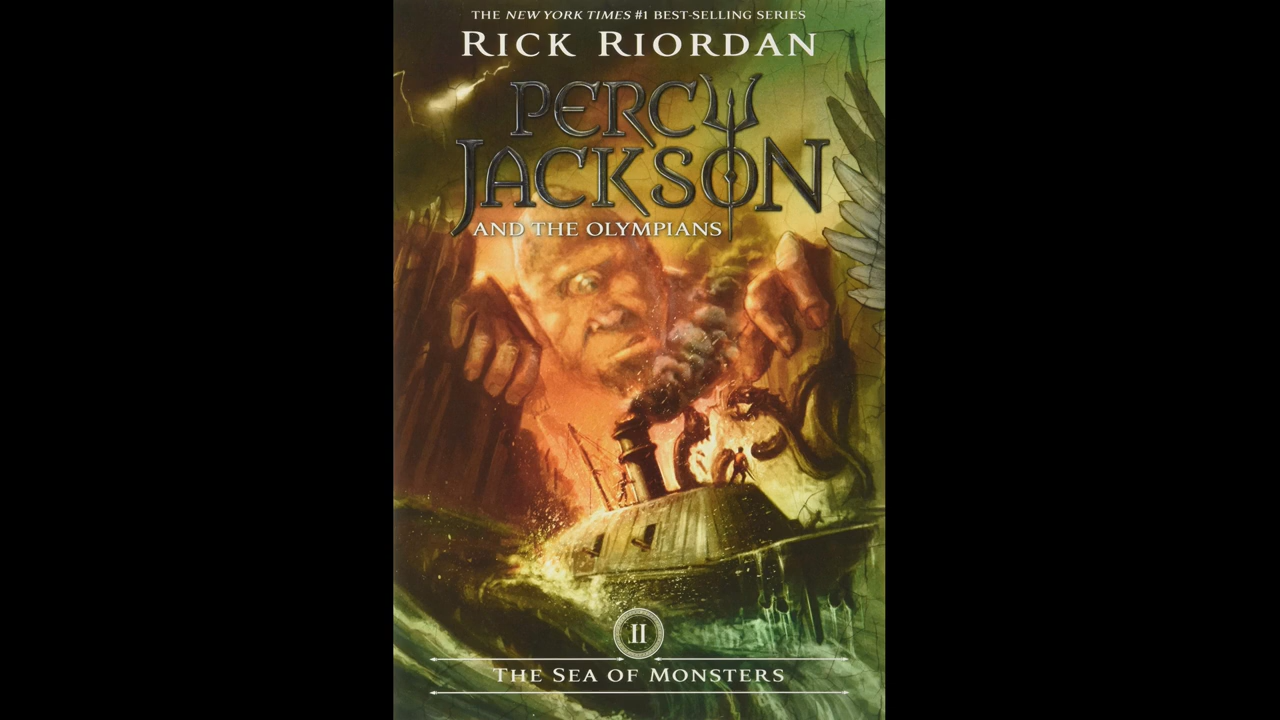 THE NEW YORK TIMES #1 BEST-SELLING SERIES
RICK RIORDAN
PERCY
JACKSON
AND THE OLYMPIANS
II
THE SEA OF MONSTERS